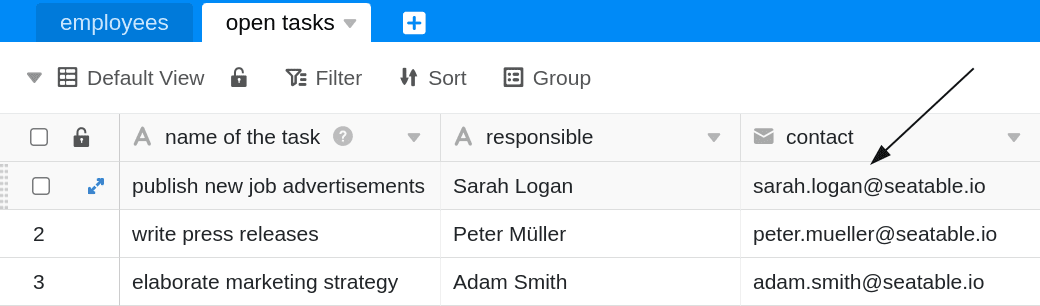 employees open tasks
Default View Filter Sort Group
name of the task ? responsible contact
publish new job advertisements Sarah Logan sarah.logan@seatable.io
2 write press releases Peter Müller peter.mueller@seatable.io
3 elaborate marketing strategy Adam Smith adam.smith@seatable.io